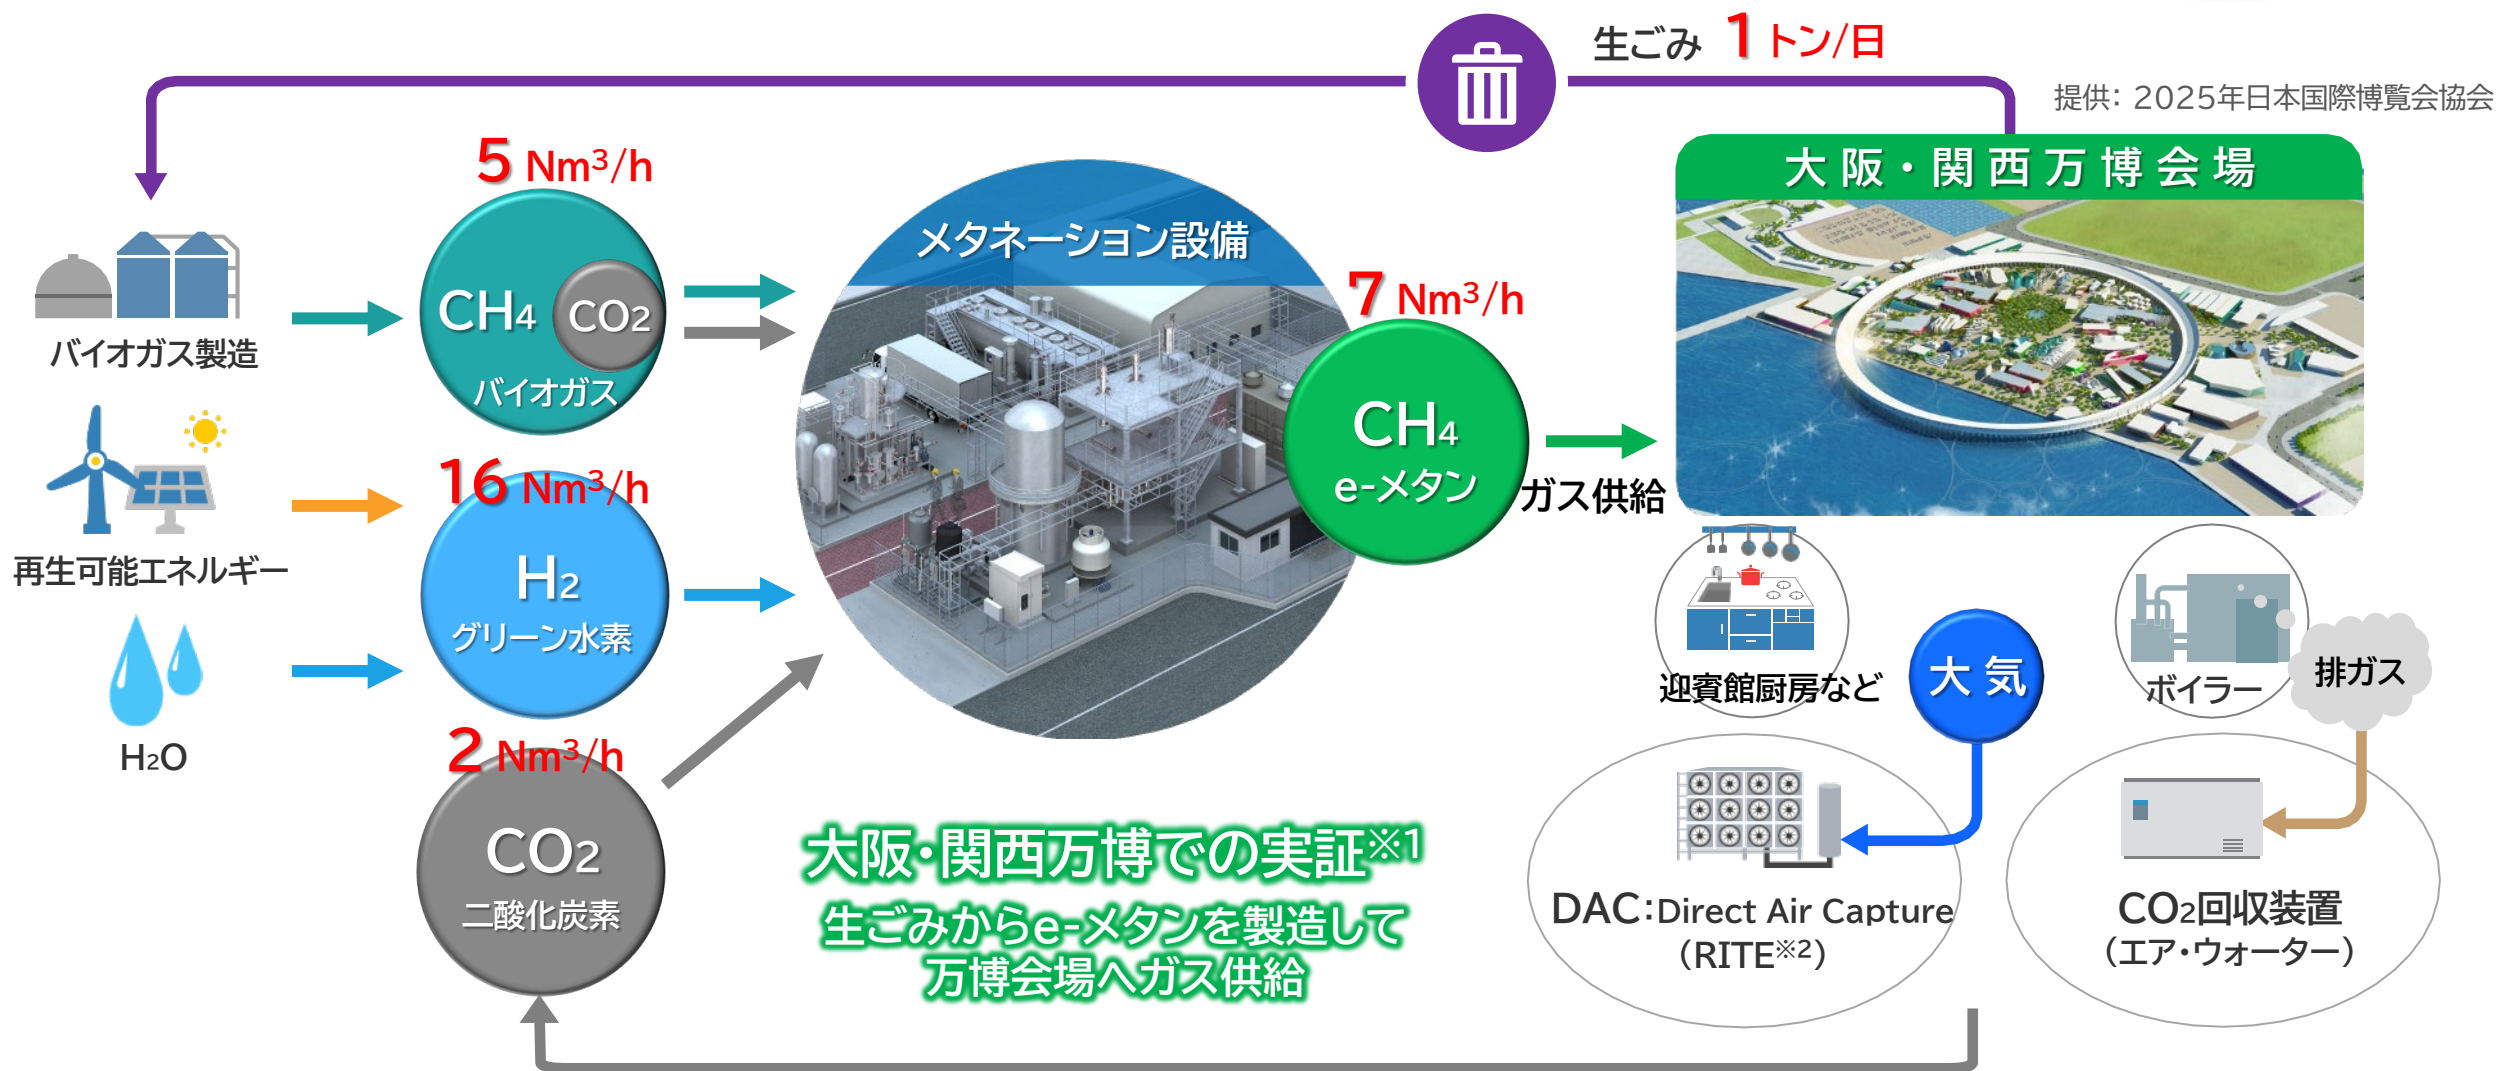 生ごみ 1トン/日
提供: 2025年日本国際博覧会協会
大阪・関西万博会場
5 Nm3/h
メタネーション設備
CH4
CO2
バイオガス
バイオガス製造
7 Nm3/h
CH4
e-メタン
ガス供給
16 Nm3/h
H2
グリーン水素
再生可能エネルギー
H2O
迎賓館厨房など
大気
ボイラー
排ガス
2 Nm3/h
CO2
二酸化炭素
大阪・関西万博での実証※1
生ごみからe-メタンを製造して
万博会場へガス供給
DAC:Direct Air Capture
(RITE※2)
CO2回収装置
(エア・ウォーター)